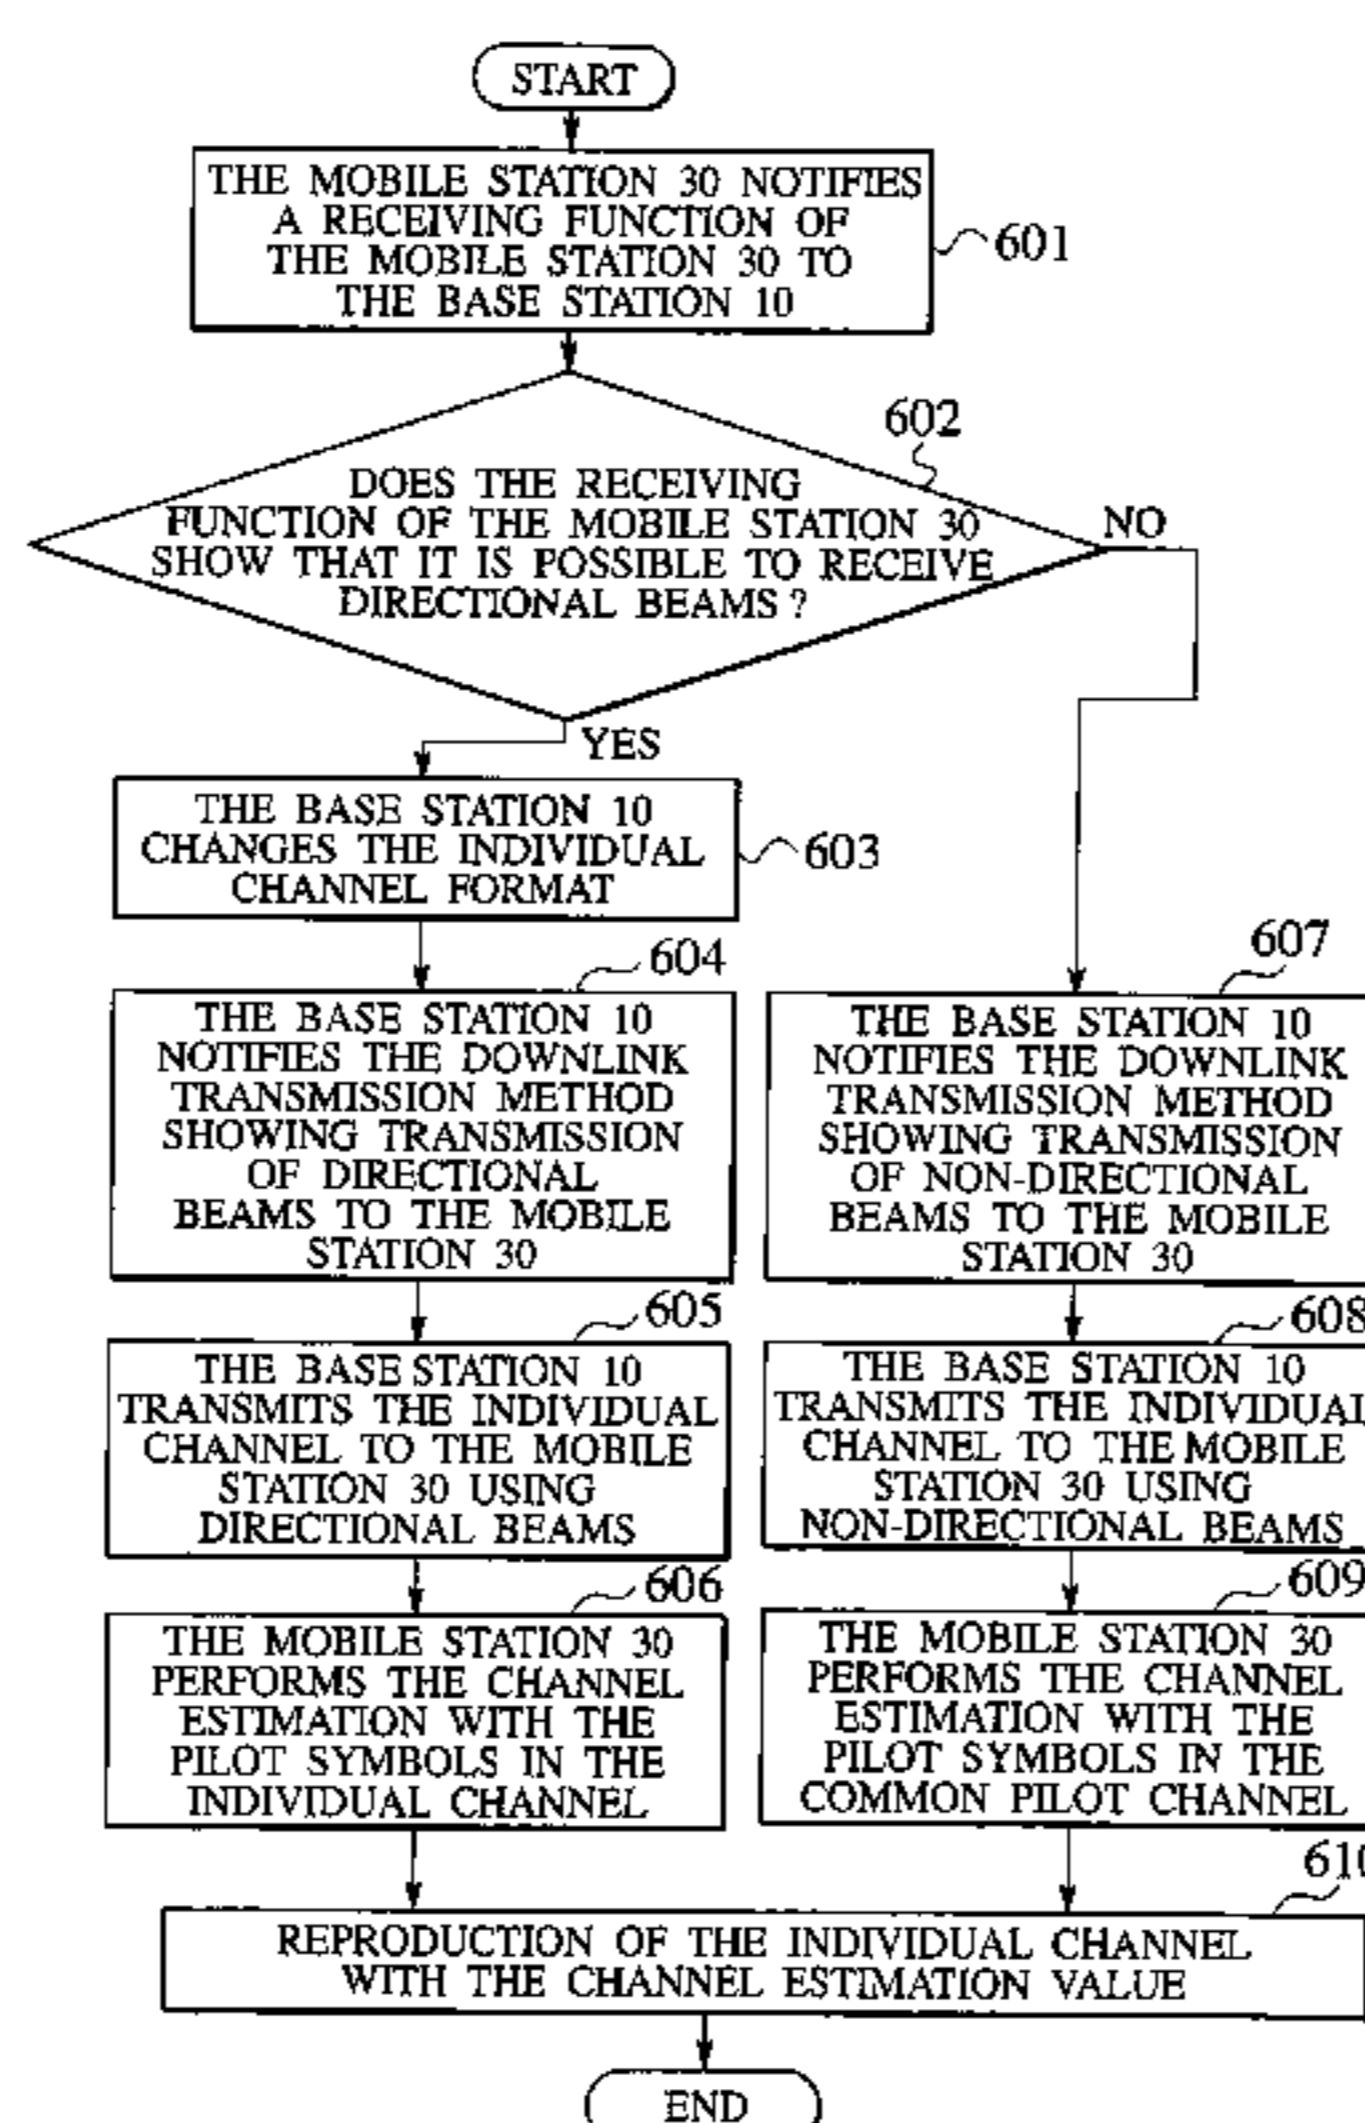 START
THE MOBILE STATION 30 NOTIFIES
A RECEIVING FUNCTION OF
THE MOBILE STATION 30 TO
THE BASE STATION 10
601
602
DOES THE RECEIVING
FUNCTION OF THE MOBILE STATION 30
SHOW THAT IT IS POSSIBLE TO RECEIVE
DIRECTIONAL BEAMS?
NO
YES
THE BASE STATION 10
CHANGES THE INDIVIDUAL
CHANNEL FORMAT
603
604
THE BASE STATION 10
NOTIFIES THE DOWNLINK
TRANSMISSION METHOD
SHOWING TRANSMISSION
OF DIRECTIONAL
BEAMS TO THE MOBILE
STATION 30
607
THE BASE STATION 10
NOTIFIES THE DOWNLINK
TRANSMISSION METHOD
SHOWING TRANSMISSION
OF NON-DIRECTIONAL
BEAMS TO THE MOBILE
STATION 30
605
THE BASE STATION 10
TRANSMITS THE INDIVIDUAL
CHANNEL TO THE MOBILE
STATION 30 USING
DIRECTIONAL BEAMS
608
THE BASE STATION 10
TRANSMITS THE INDIVIDUAL
CHANNEL TO THE MOBILE
STATION 30 USING
NON-DIRECTIONAL BEAMS
606
THE MOBILE STATION 30
PERFORMS THE CHANNEL
ESTIMATION WITH THE
PILOT SYMBOLS IN THE
INDIVIDUAL CHANNEL
609
THE MOBILE STATION 30
PERFORMS THE CHANNEL
ESTIMATION WITH THE
PILOT SYMBOLS IN THE
COMMON PILOT CHANNEL
610
REPRODUCTION OF THE INDIVIDUAL CHANNEL
WITH THE CHANNEL ESTIMATION VALUE
END